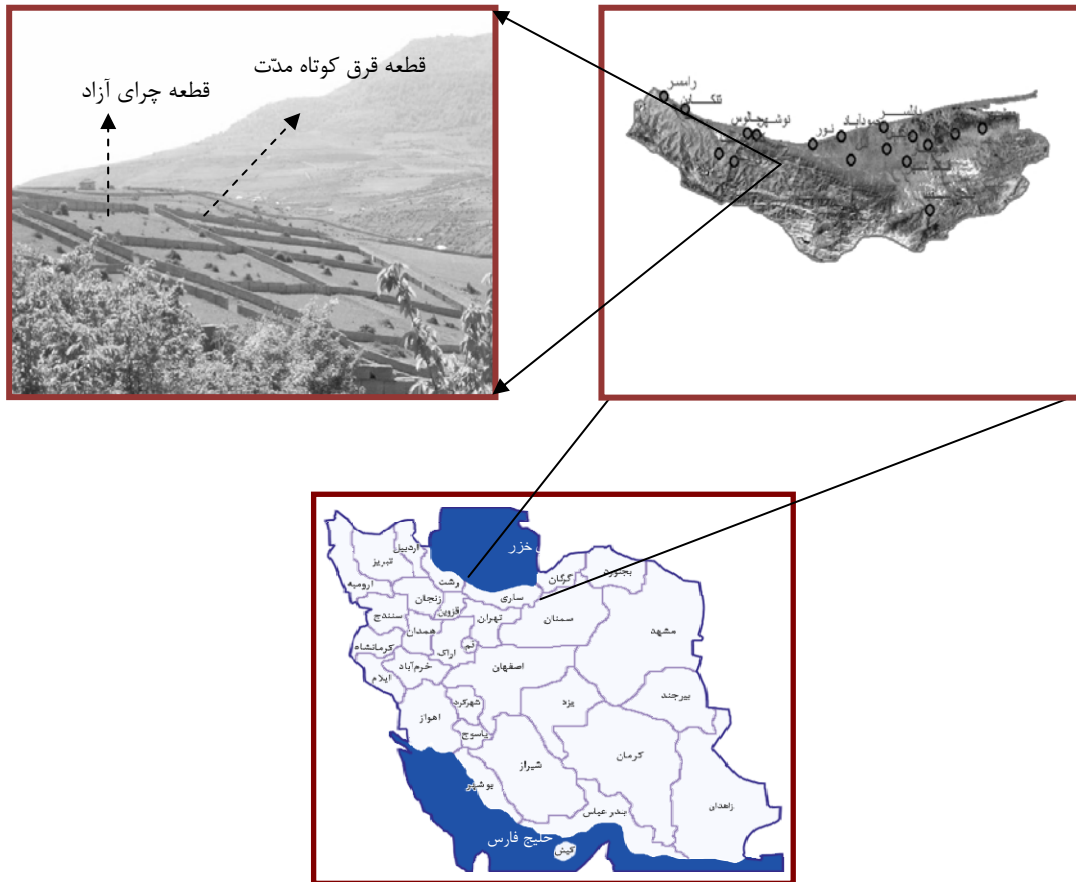 قطعه قرق کوتاه مدّت
قطعه چرای آزاد
رامسر
نوشهر
چالوس
نور
خزر
اردبیل
تبریز
ارومیه
رشت
گرگان
بجنورد
ساری
زنجان
قزوین
سنندج
تهران
سمنان
مشهد
همدان
کرمانشاه
قم
اراک
خرم‌آباد
اصفهان
ایلام
بیرجند
یزد
شهرکرد
اهواز
یاسوج
کرمان
شیراز
بوشهر
زاهدان
بندر عباس
خلیج فارس
کیش